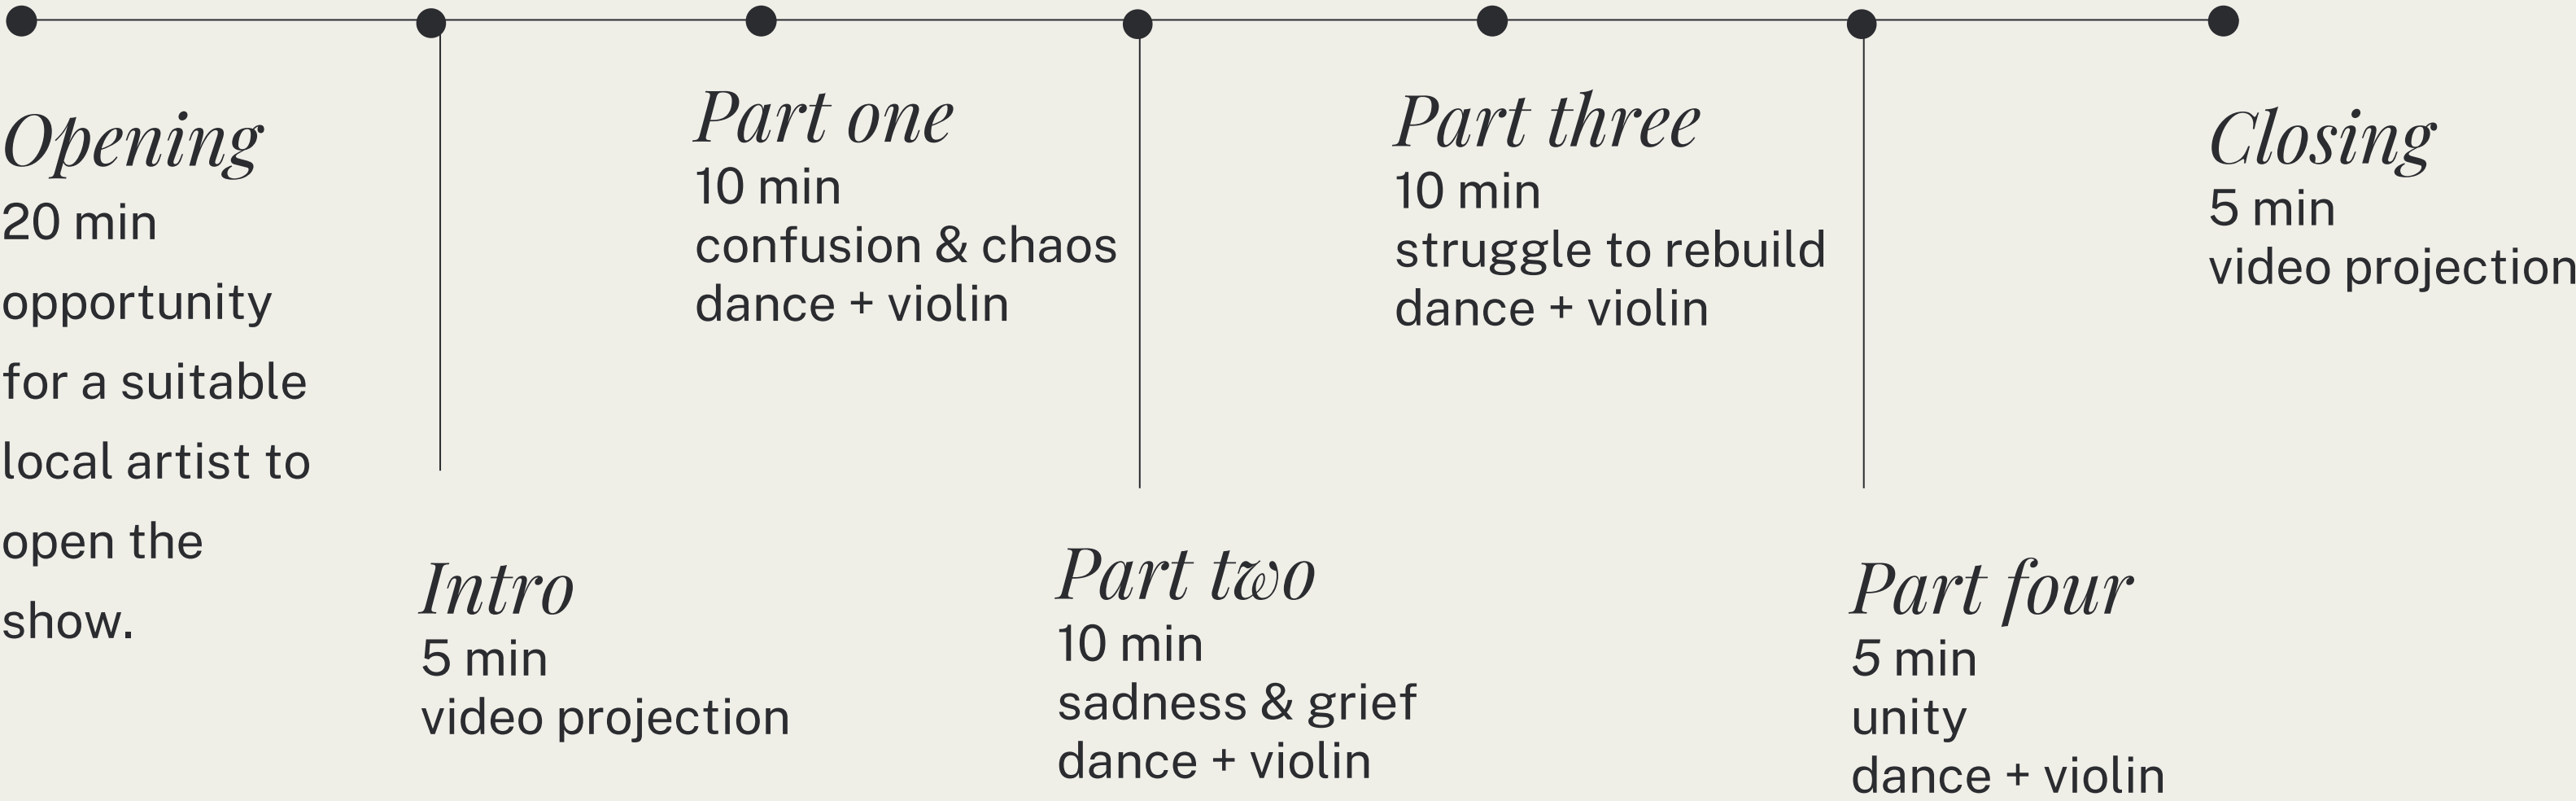 Opening
20 min
opportunity
for a suitable
local artist to
open the
show.
Intro
5 min
video projection
Part one
10 min
confusion & chaos
dance + violin
Part two
10 min
sadness & grief
dance + violin
Part three
10 min
struggle to rebuild
dance + violin
Part four
5 min
unity
dance + violin
Closing
5 min
video projection